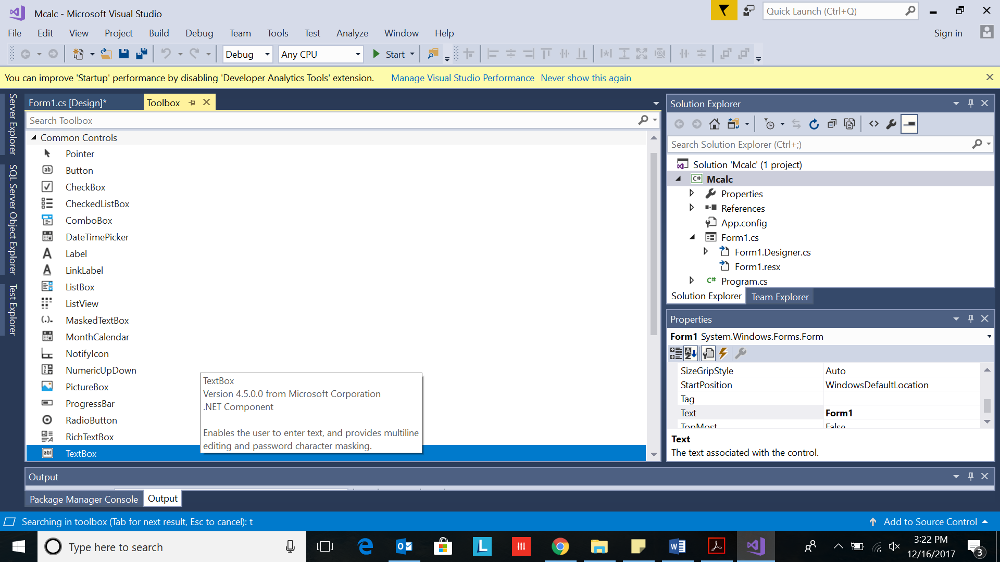 Mcalc - Microsoft Visual Studio
Quick Launch (Ctrl+Q)
File Edit View Project Build Debug Team Tools Test Analyze Window Help
Sign in
Debug Any CPU Start
You can improve 'Startup' performance by disabling 'Developer Analytics Tools' extension. Manage Visual Studio Performance Never show this again
Server Explorer
SQL Server Object Explorer
Test Explorer
Form1.cs [Design]* Toolbox
Search Toolbox
Common Controls
Pointer
Button
CheckBox
CheckedListBox
ComboBox
DateTimePicker
Label
LinkLabel
ListBox
ListView
MaskedTextBox
MonthCalendar
NotifyIcon
NumericUpDown
PictureBox
ProgressBar
RadioButton
RichTextBox
TextBox
TextBox
Version 4.5.0.0 from Microsoft Corporation
.NET Component
Enables the user to enter text, and provides multiline
editing and password character masking.
Solution Explorer
Search Solution Explorer (Ctrl+;)
Solution 'Mcalc' (1 project)
C# Mcalc
Properties
References
App.config
Form1.cs
Form1.Designer.cs
Form1.resx
C# Program.cs
Solution Explorer Team Explorer
Properties
Form1 System.Windows.Forms.Form
SizeGripStyle Auto
StartPosition WindowsDefaultLocation
Tag
Text Form1
TopMost False
Text
The text associated with the control.
Output
Package Manager Console Output
Searching in toolbox (Tab for next result, Esc to cancel): t
Add to Source Control
Type here to search
3:22 PM
12/16/2017
3